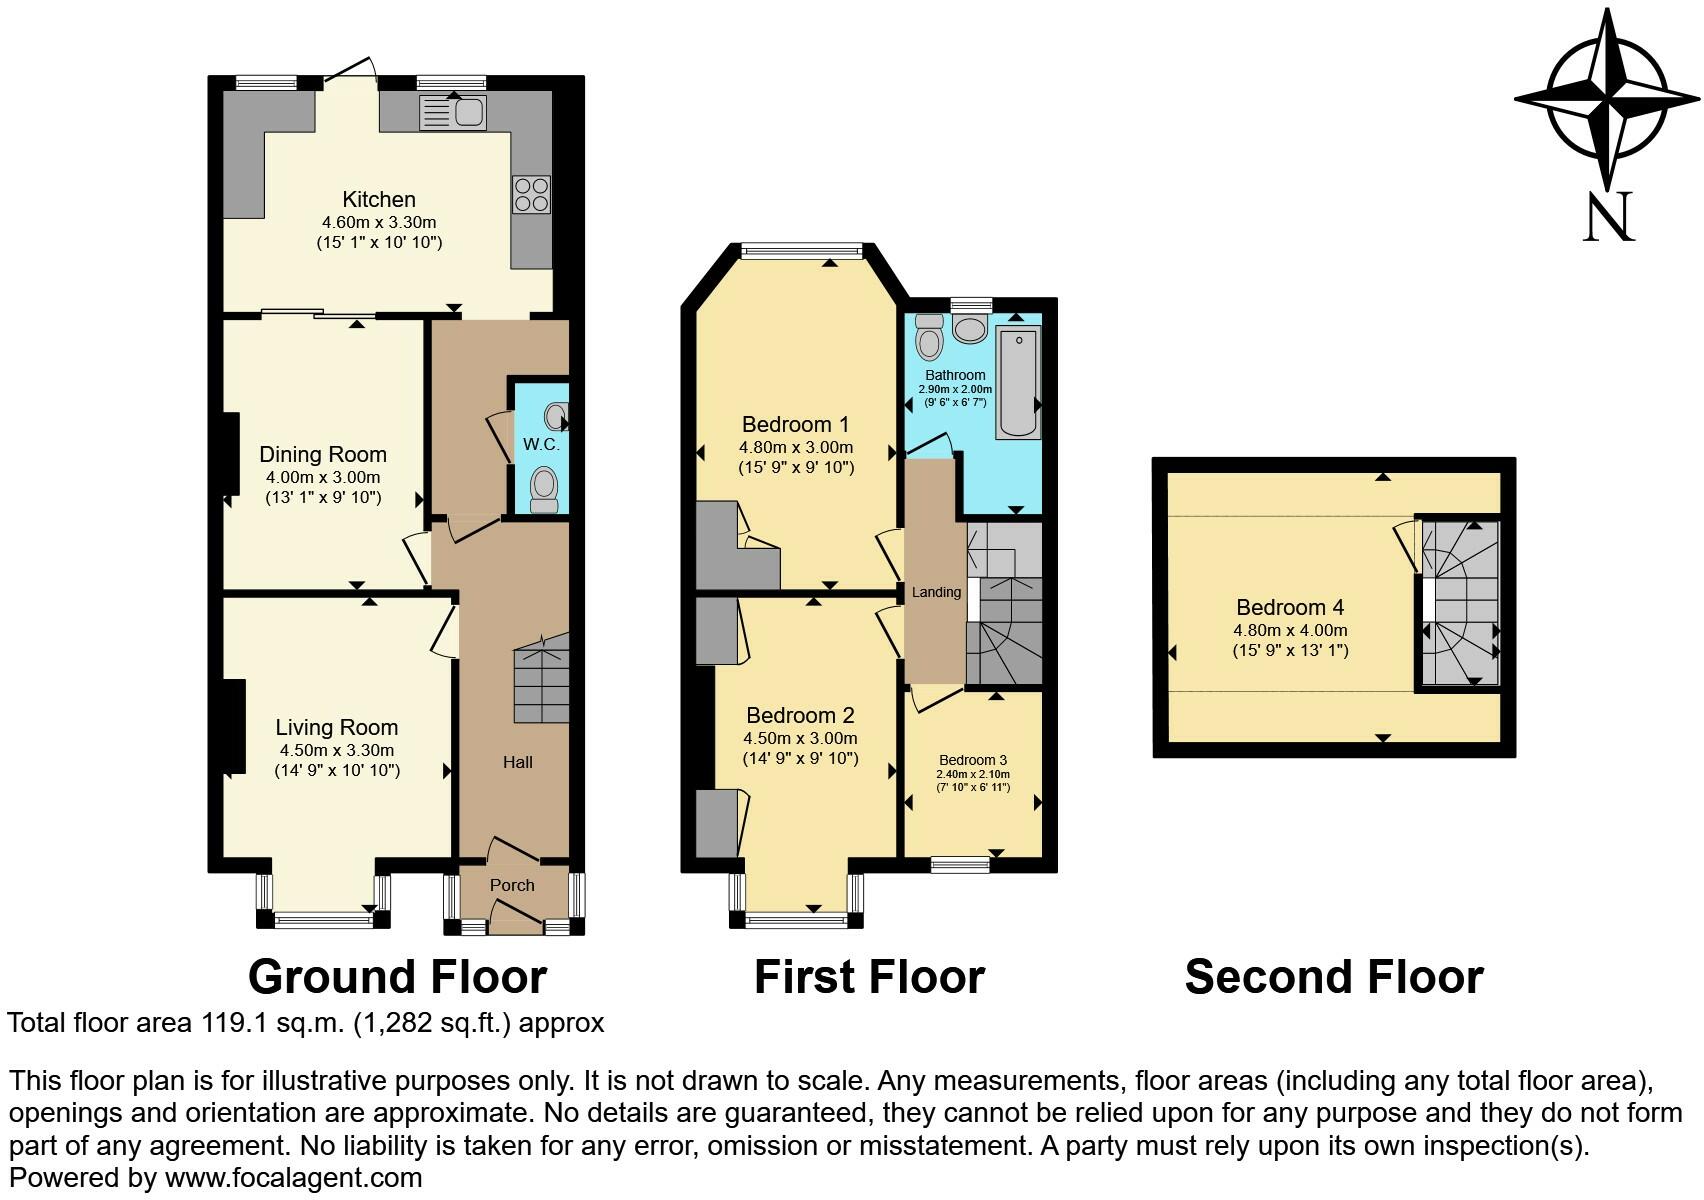 N
Kitchen
4.60m x 3.30m
(15' 1" x 10' 10")
Dining Room
4.00m x 3.00m
(13' 1" x 9' 10")
W.C.
Living Room
4.50m x 3.30m
(14' 9" x 10' 10")
Hall
Porch
Bedroom 1
4.80m x 3.00m
(15' 9" x 9' 10")
Bathroom
2.90m x 2.00m
(9' 6" x 6' 7")
Landing
Bedroom 2
4.50m x 3.00m
(14' 9" x 9' 10")
Bedroom 3
2.40m x 2.10m
(7' 10" x 6' 11")
Bedroom 4
4.80m x 4.00m
(15' 9" x 13' 1")
Ground Floor
First Floor
Second Floor
Total floor area 119.1 sq.m. (1,282 sq.ft.) approx
This floor plan is for illustrative purposes only. It is not drawn to scale. Any measurements, floor areas (including any total floor area),
openings and orientation are approximate. No details are guaranteed, they cannot be relied upon for any purpose and they do not form
part of any agreement. No liability is taken for any error, omission or misstatement. A party must rely upon its own inspection(s).
Powered by www.focalagent.com